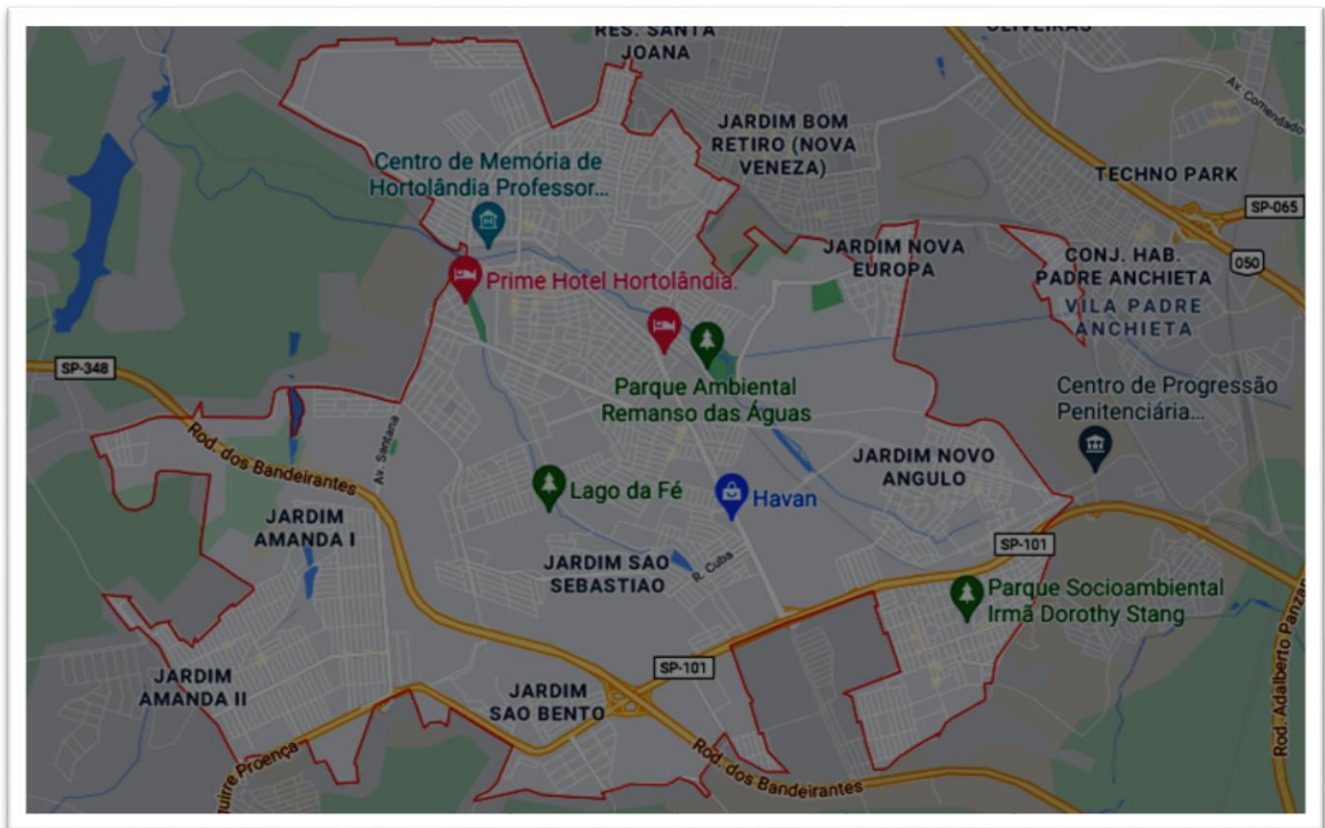 RES. SANTA
JOANA
OLIVEIRAS
Av. Comendado
JARDIM BOM
RETIRO (NOVA
VENEZA)
Centro de Memória de
Hortolândia Professor...
TECHNO PARK
SP-065
JARDIM NOVA
EUROPA
CONJ. HAB.
PADRE ANCHIETA
050
Prime Hotel Hortolândia.
VILA PADRE
ANCHIETA
SP-348
Parque Ambiental
Remanso das Águas
Centro de Progressão
Penitenciária...
Rod. dos Bandeirantes
Av. Santana
JARDIM NOVO
ANGULO
Lago da Fé
Havan
JARDIM
AMANDA I
SP-101
JARDIM SAO
SEBASTIAO
R. Cuba
Parque Socioambiental
Irmã Dorothy Stang
Rod. Adalberto Panzan
SP-101
JARDIM
AMANDA II
JARDIM
SAO BENTO
Rod. dos Bandeirantes
guirre Proença